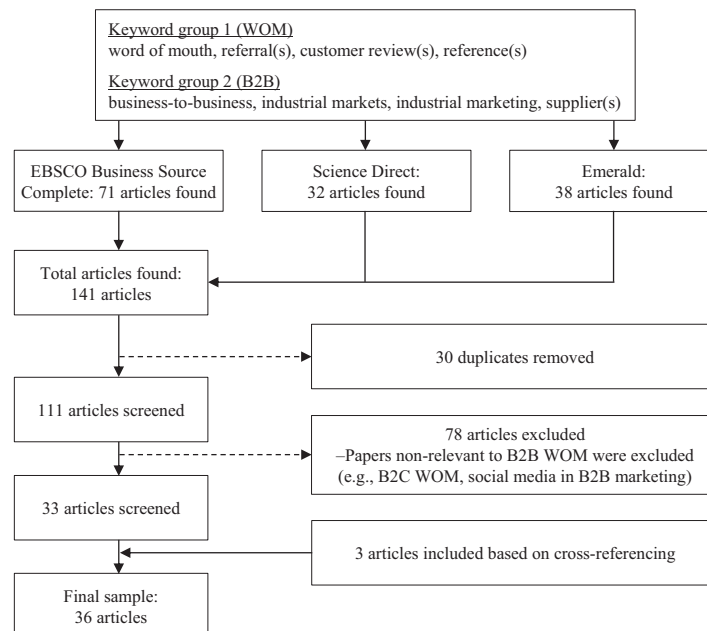 Keyword group 1 (WOM)
word of mouth, referral(s), customer review(s), reference(s)
Keyword group 2 (B2B)
business-to-business, industrial markets, industrial marketing, supplier(s)
EBSCO Business Source
Complete: 71 articles found
Science Direct:
32 articles found
Emerald:
38 articles found
Total articles found:
141 articles
30 duplicates removed
111 articles screened
78 articles excluded
–Papers non-relevant to B2B WOM were excluded
(e.g., B2C WOM, social media in B2B marketing)
33 articles screened
3 articles included based on cross-referencing
Final sample:
36 articles